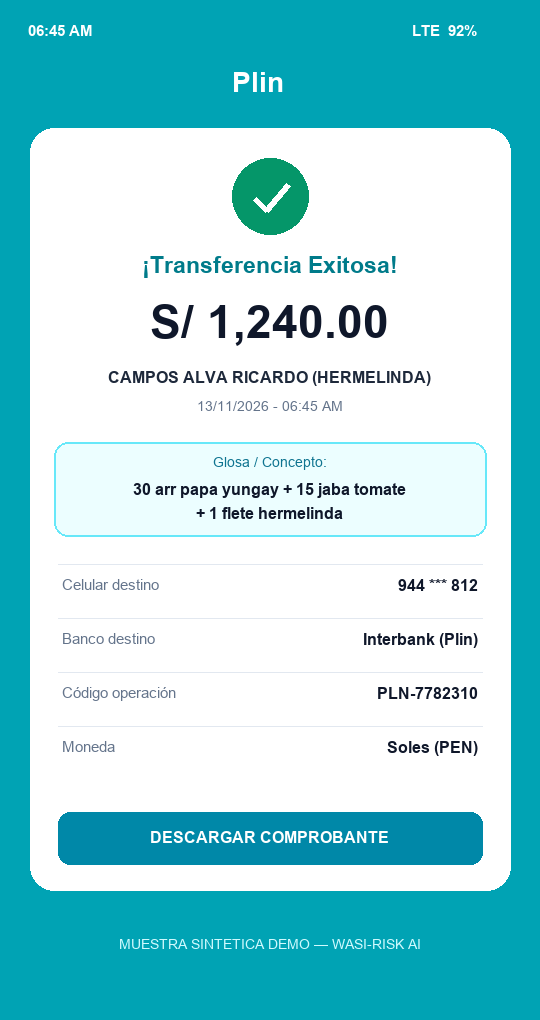 06:45 AM LTE 92%
Plin
¡Transferencia Exitosa!
S/ 1,240.00
CAMPOS ALVA RICARDO (HERMELINDA)
13/11/2026 - 06:45 AM
Glosa / Concepto:
30 arr papa yungay + 15 jaba tomate
+ 1 flete hermelinda
Celular destino 944 *** 812
Banco destino Interbank (Plin)
Código operación PLN-7782310
Moneda Soles (PEN)
DESCARGAR COMPROBANTE
MUESTRA SINTETICA DEMO — WASI-RISK AI